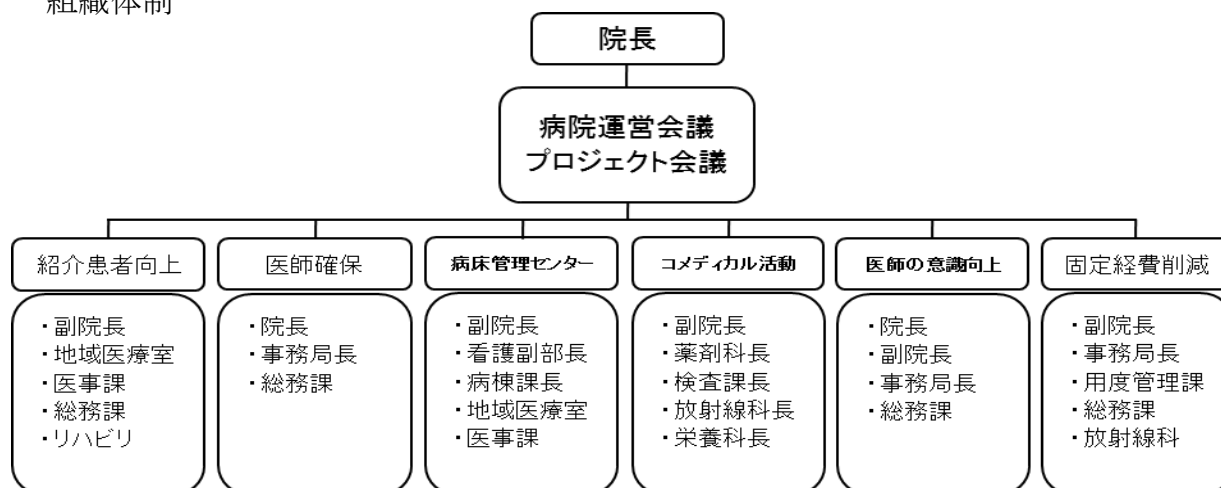 組織体制
院長
病院運営会議
プロジェクト会議
紹介患者向上
・副院長
・地域医療室
・医事課
・総務課
・リハビリ
医師確保
・院長
・事務局長
・総務課
病床管理センター
・副院長
・看護副部長
・病棟課長
・地域医療室
・医事課
コメディカル活動
・副院長
・薬剤科長
・検査課長
・放射線科長
・栄養科長
医師の意識向上
・院長
・副院長
・事務局長
・総務課
固定経費削減
・副院長
・事務局長
・用度管理課
・総務課
・放射線科